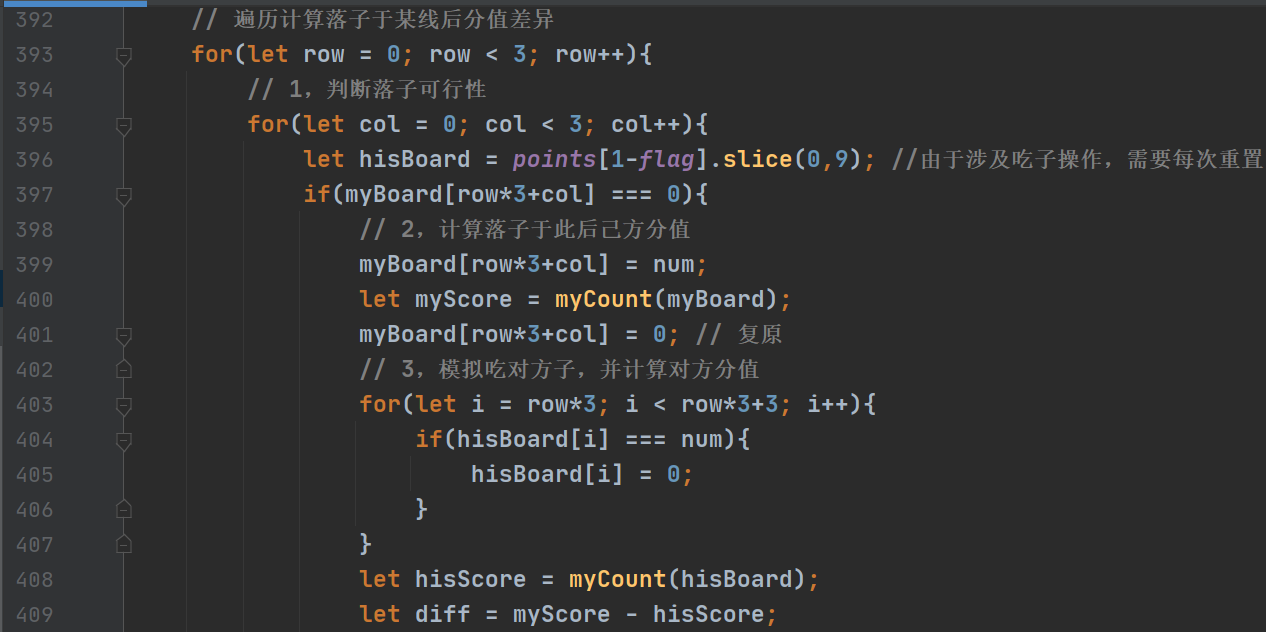 392 // 遍历计算落子于某线后分值差异
393 for(let row = 0; row < 3; row++){
394 // 1，判断落子可行性
395 for(let col = 0; col < 3; col++){
396 let hisBoard = points[1-flag].slice(0,9); //由于涉及吃子操作，需要每次重置
397 if(myBoard[row*3+col] === 0){
398 // 2，计算落子于此后己方分值
399 myBoard[row*3+col] = num;
400 let myScore = myCount(myBoard);
401 myBoard[row*3+col] = 0; // 复原
402 // 3，模拟吃对方子，并计算对方分值
403 for(let i = row*3; i < row*3+3; i++){
404 if(hisBoard[i] === num){
405 hisBoard[i] = 0;
406 }
407 }
408 let hisScore = myCount(hisBoard);
409 let diff = myScore - hisScore;